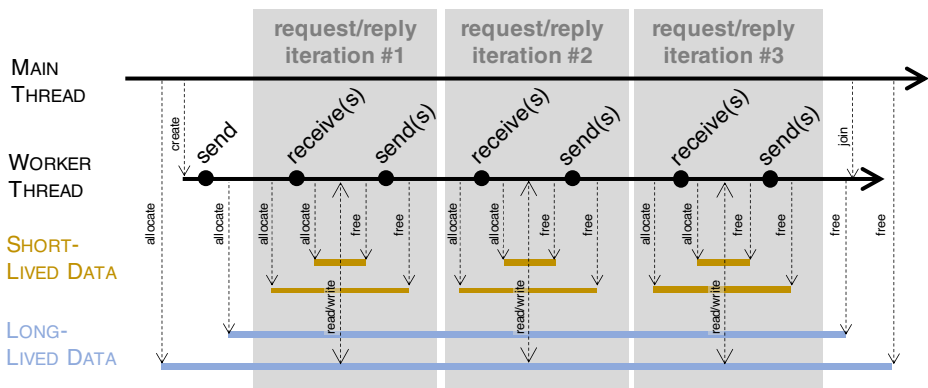 request/reply
iteration #1
request/reply
iteration #2
request/reply
iteration #3
MAIN
THREAD
create
send
receive(s)
send(s)
receive(s)
send(s)
receive(s)
send(s)
join
WORKER
THREAD
allocate
allocate
allocate
allocate
free
free
allocate
allocate
free
free
allocate
allocate
free
free
free
free
SHORT-
LIVED DATA
read/write
read/write
read/write
LONG-
LIVED DATA